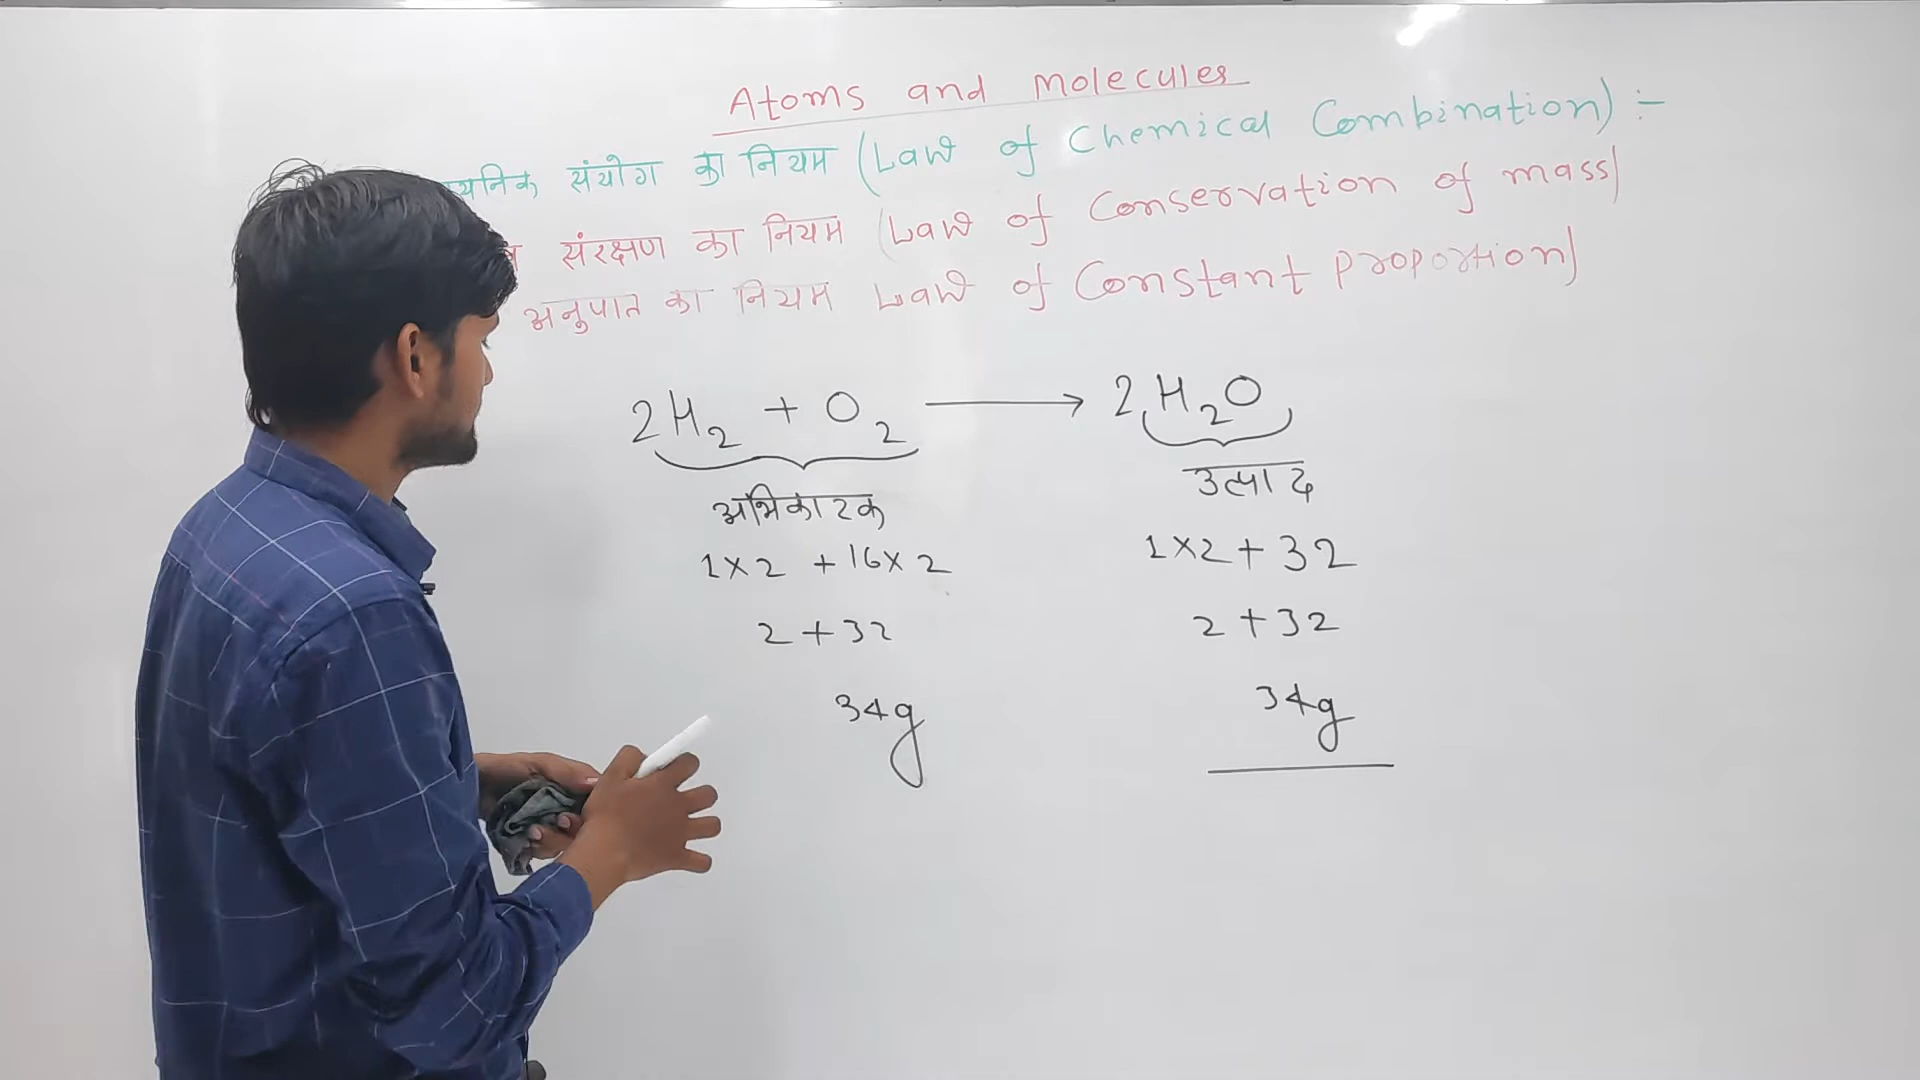 Atoms and Molecules
संयोग का नियम (Law of Chemical Combination) :-
संरक्षण का नियम (Law of Conservation of mass)
अनुपात का नियम Law of Constant proportion)
2H₂ + O₂ ⟶ 2H₂O
अभिकारक उत्पाद
1×2 + 16×2 1×2 + 32
2 + 32 2 + 32
34g 34g